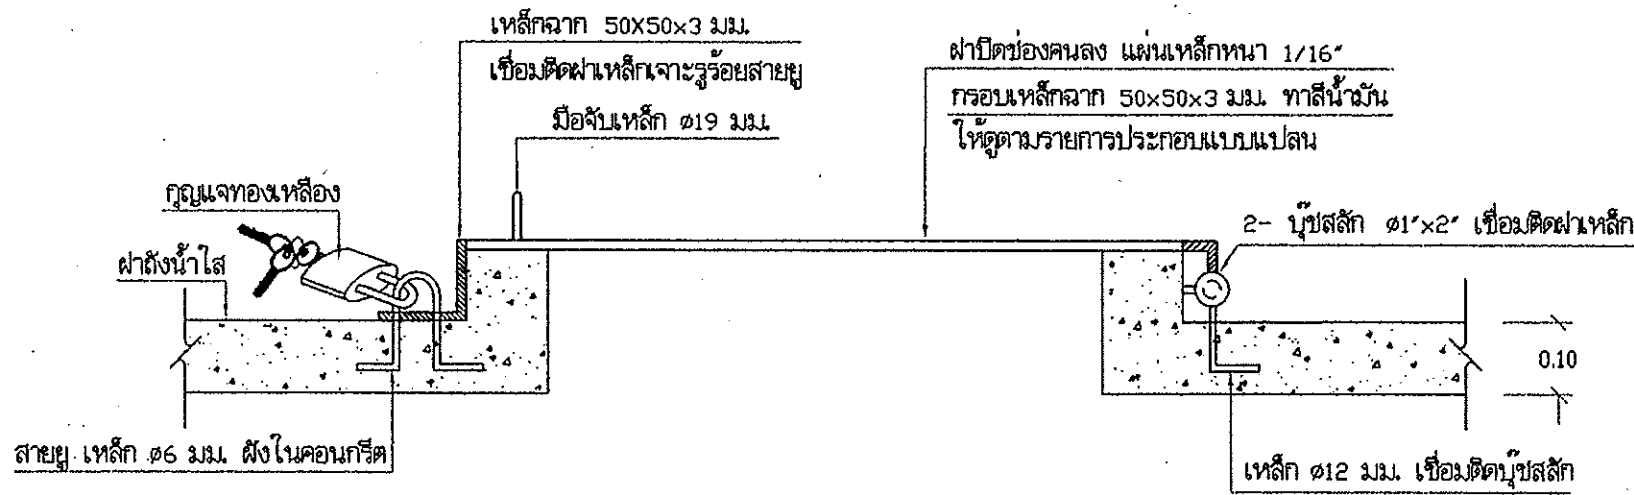 เหล็กฉาก 50X50x3 มม.
เชื่อมติดฝาเหล็กเจาะรูร้อยสายยู
มือจับเหล็ก ø19 มม.
ฝาปิดช่องคนลง แผ่นเหล็กหนา 1/16"
กรอบเหล็กฉาก 50x50x3 มม. ทาสีน้ำมัน
ให้ดูตามรายการประกอบแบบแปลน
กุญแจทองเหลือง
2- บุ๊ชสลัก ø1"x2" เชื่อมติดฝาเหล็ก
ฝาถังน้ำใส
0.10
สายยู เหล็ก ø6 มม. ฝังในคอนกรีต
เหล็ก ø12 มม. เชื่อมติดบุ๊ชสลัก